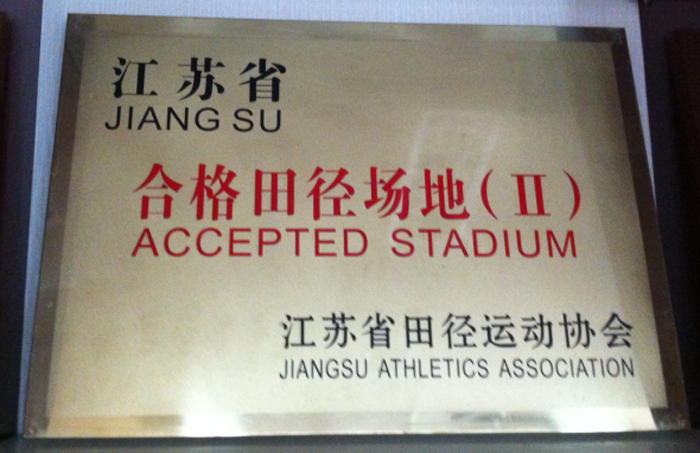 江苏省
JIANG SU
合格田径场地(II)
ACCEPTED STADIUM
江苏省田径运动协会
JIANGSU ATHLETICS ASSOCIATION